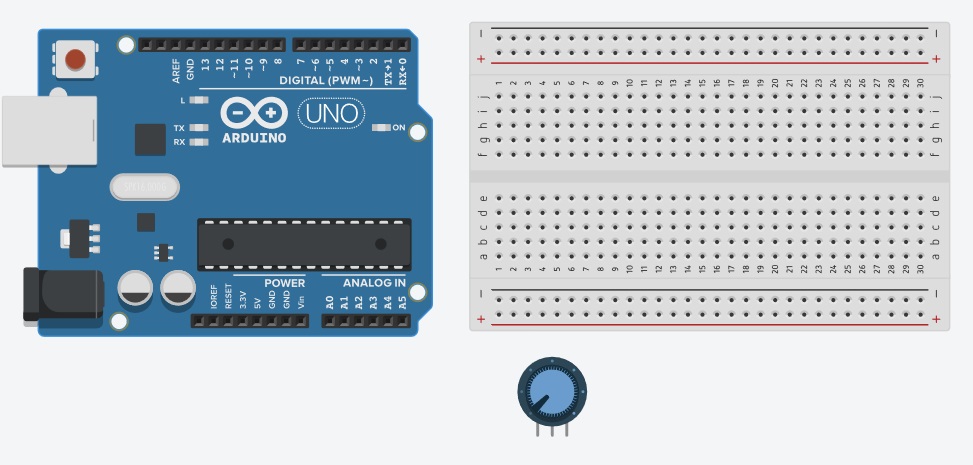 AREF
GND
13
12
~11
~10
~9
8
7
~6
~5
4
~3
2
TX→1
RX←0
DIGITAL (PWM~)
L
TX
RX
ARDUINO
UNO
ON
POWER
ANALOG IN
IOREF
RESET
3.3V
5V
GND
GND
Vin
A0
A1
A2
A3
A4
A5
− −
+ +
1 2 3 4 5 6 7 8 9 10 11 12 13 14 15 16 17 18 19 20 21 22 23 24 25 26 27 28 29 30
j j
i i
h h
g g
f f
e e
d d
c c
b b
a a
1 2 3 4 5 6 7 8 9 10 11 12 13 14 15 16 17 18 19 20 21 22 23 24 25 26 27 28 29 30
− −
+ +